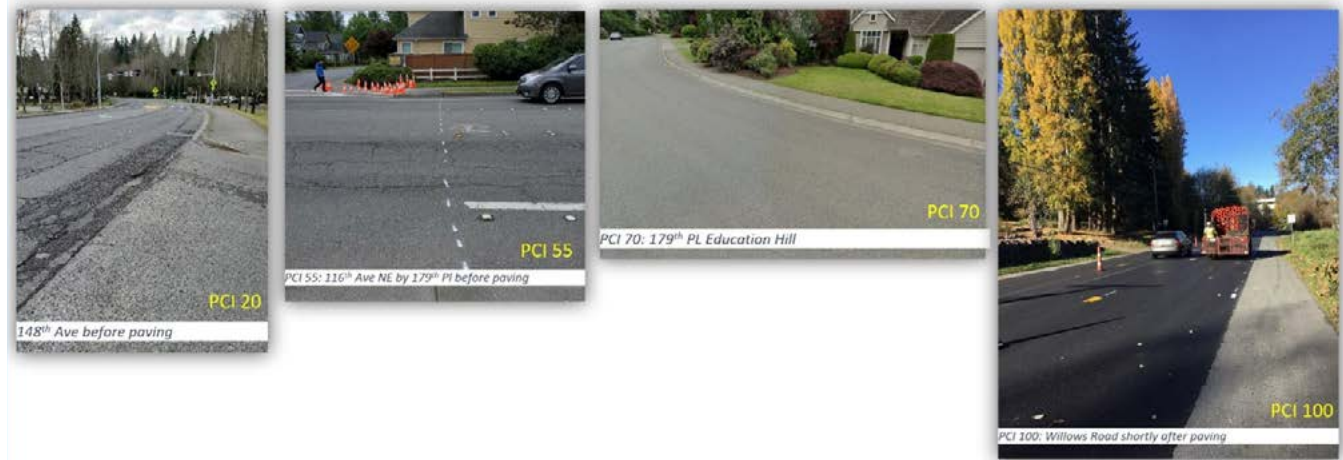 PCI 20
148th Ave before paving
PCI 55
PCI 55: 116th Ave NE by 179th Pl before paving
PCI 70
PCI 70: 179th PL Education Hill
PCI 100
PCI 100: Willows Road shortly after paving